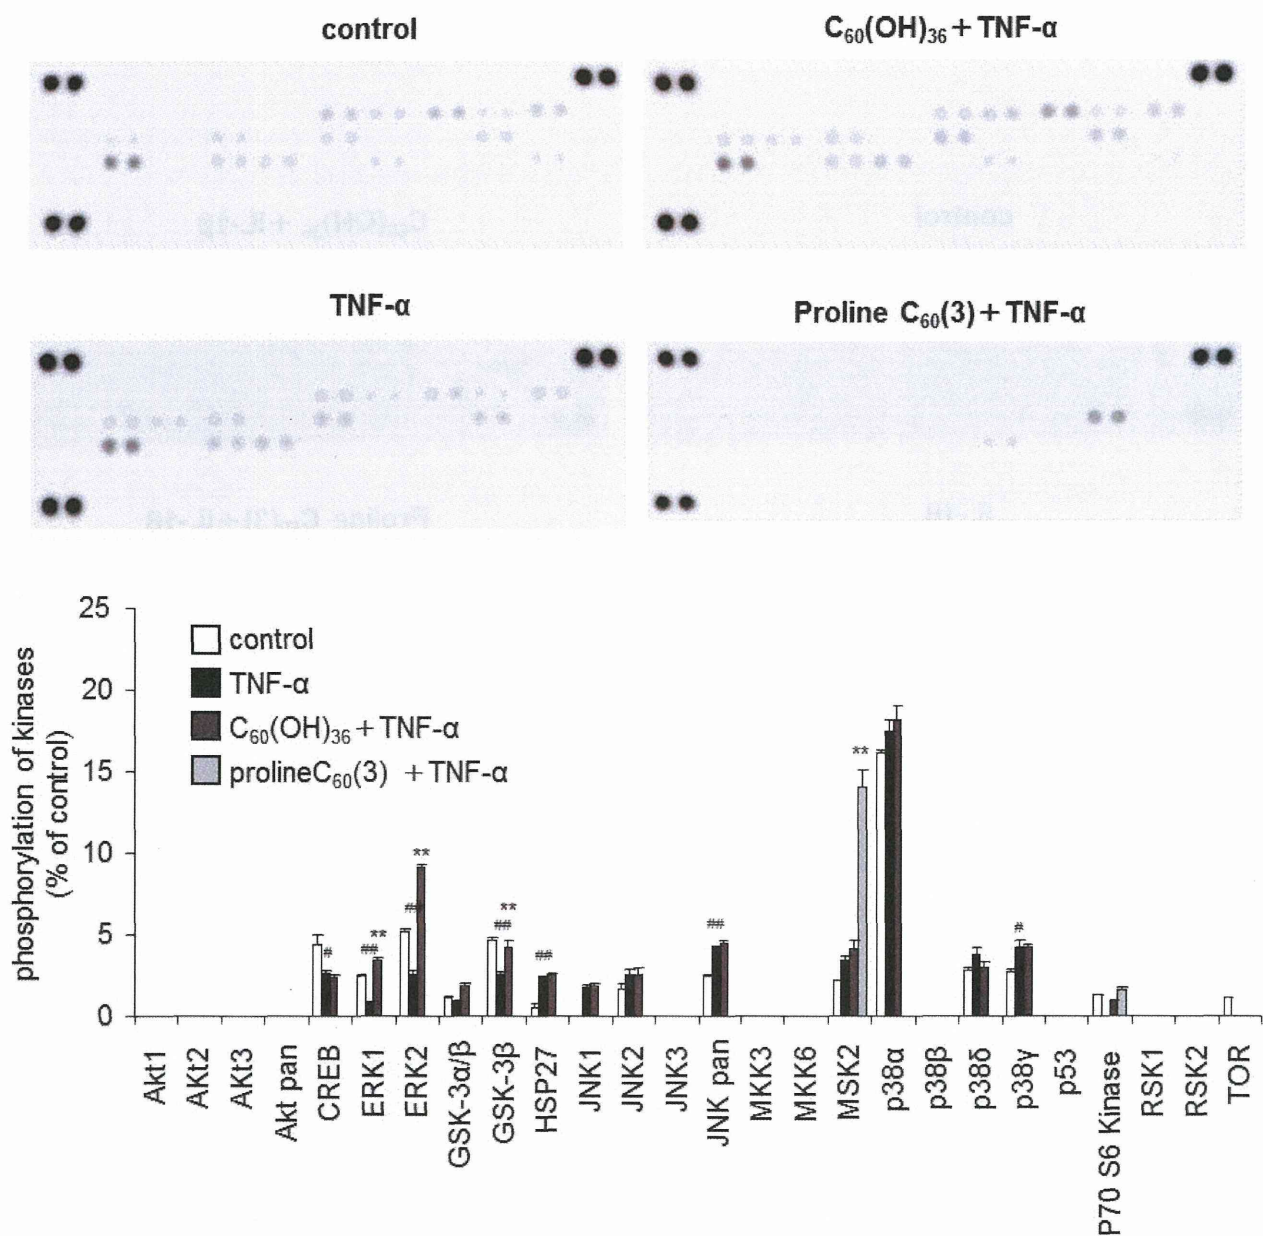 control
C₆₀(OH)₃₆ + TNF-α
TNF-α
Proline C₆₀(3) + TNF-α
phosphorylation of kinases
(% of control)
25
20
15
10
5
0
control
TNF-α
C₆₀(OH)₃₆ + TNF-α
prolineC₆₀(3) + TNF-α
**
**
**
**
#
##
##
##
##
##
#
Akt1
Akt2
Akt3
Akt pan
CREB
ERK1
ERK2
GSK-3α/β
GSK-3β
HSP27
JNK1
JNK2
JNK3
JNK pan
MKK3
MKK6
MSK2
p38α
p38β
p38δ
p38γ
p53
P70 S6 Kinase
RSK1
RSK2
TOR